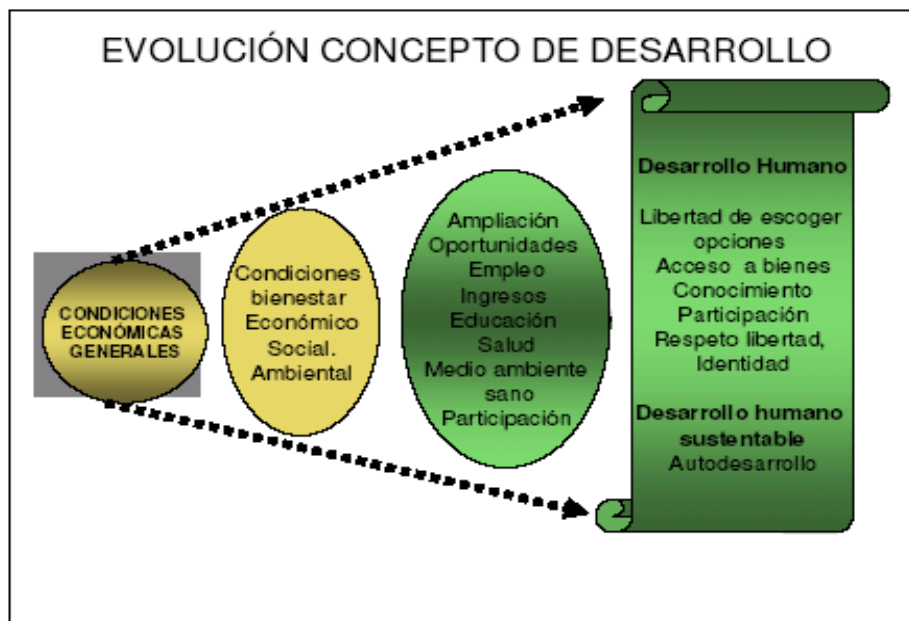 EVOLUCIÓN CONCEPTO DE DESARROLLO
CONDICIONES
ECONÓMICAS
GENERALES
Condiciones
bienestar
Económico
Social.
Ambiental
Ampliación
Oportunidades
Empleo
Ingresos
Educación
Salud
Medio ambiente
sano
Participación
Desarrollo Humano
Libertad de escoger
opciones
Acceso a bienes
Conocimiento
Participación
Respeto libertad,
Identidad
Desarrollo humano
sustentable
Autodesarrollo